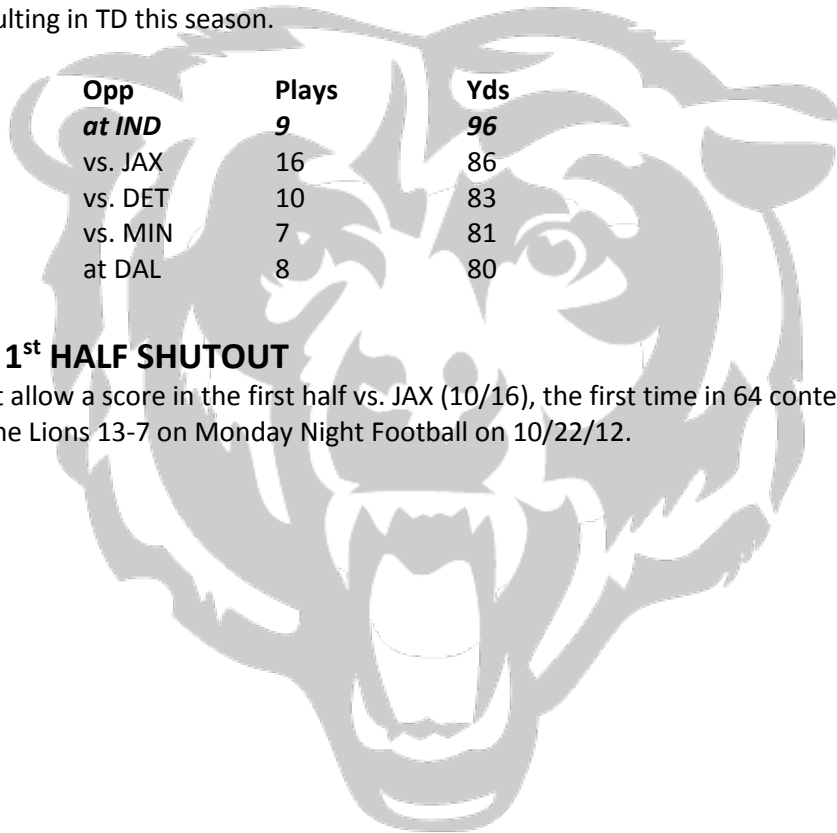 ulting in TD this season.
Opp Plays Yds
at IND 9 96
vs. JAX 16 86
vs. DET 10 83
vs. MIN 7 81
at DAL 8 80
1st HALF SHUTOUT
t allow a score in the first half vs. JAX (10/16), the first time in 64 conte
ne Lions 13-7 on Monday Night Football on 10/22/12.